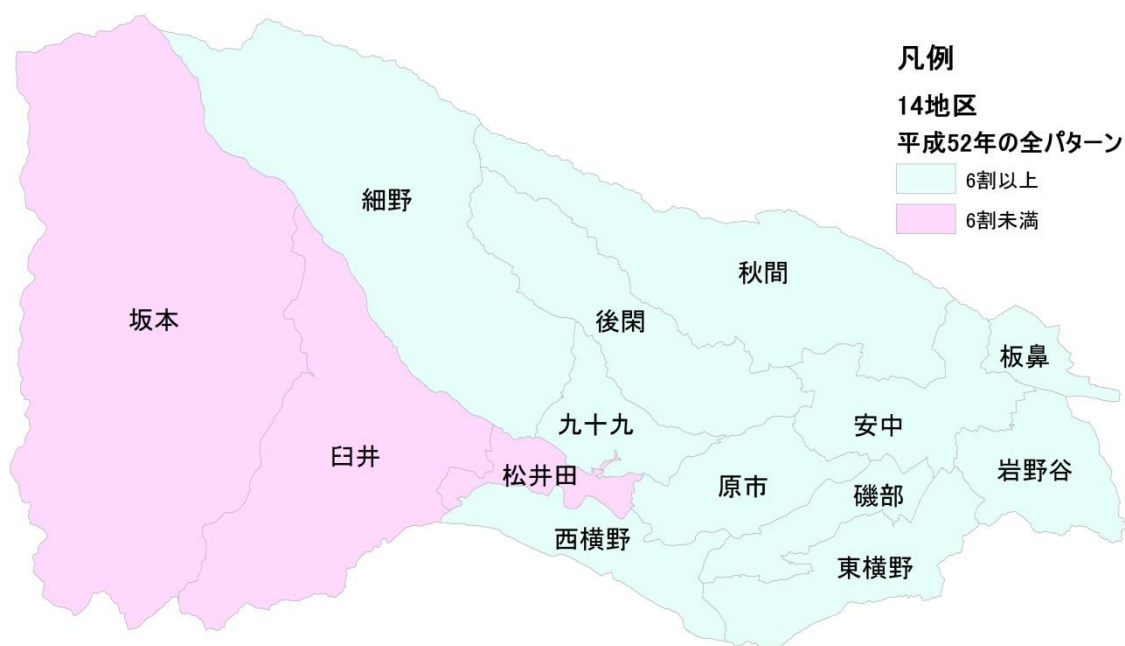 凡例
14地区
平成52年の全パターン
6割以上
6割未満
細野
秋間
坂本
後閑
板鼻
九十九
安中
臼井
松井田
原市
磯部
岩野谷
西横野
東横野